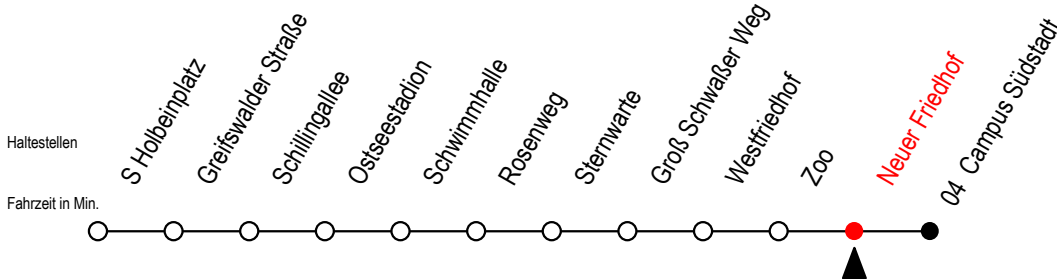 Haltestellen
S Holbeinplatz
Greifswalder Straße
Schillingallee
Ostseestadion
Schwimmhalle
Rosenweg
Sternwarte
Groß Schwaßer Weg
Westfriedhof
Zoo
Neuer Friedhof
04 Campus Südstadt
Fahrzeit in Min.